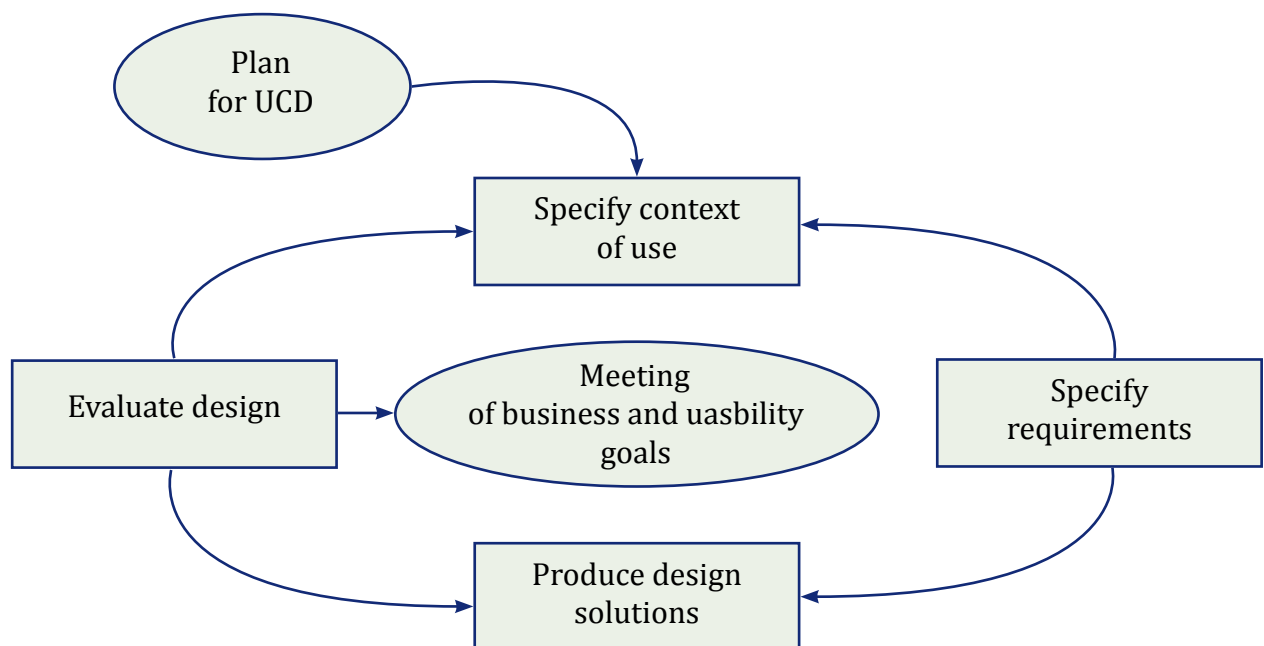 Plan
for UCD
Specify context
of use
Evaluate design
Meeting
of business and uasbility
goals
Specify
requirements
Produce design
solutions